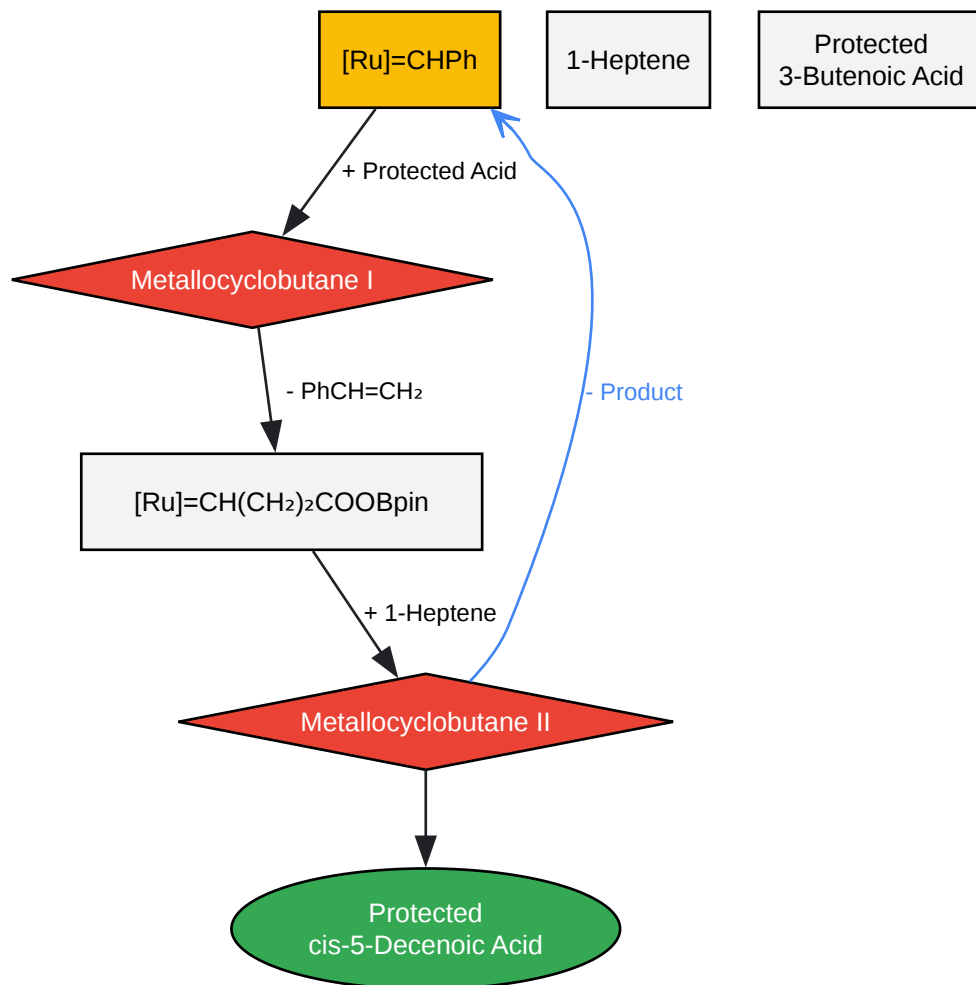 [Ru]=CHPh
1-Heptene
Protected
3-Butenoic Acid
+ Protected Acid
Metallocyclobutane I
- PhCH=CH₂
- Product
[Ru]=CH(CH₂)₂COOBpin
+ 1-Heptene
Metallocyclobutane II
Protected
cis-5-Decenoic Acid